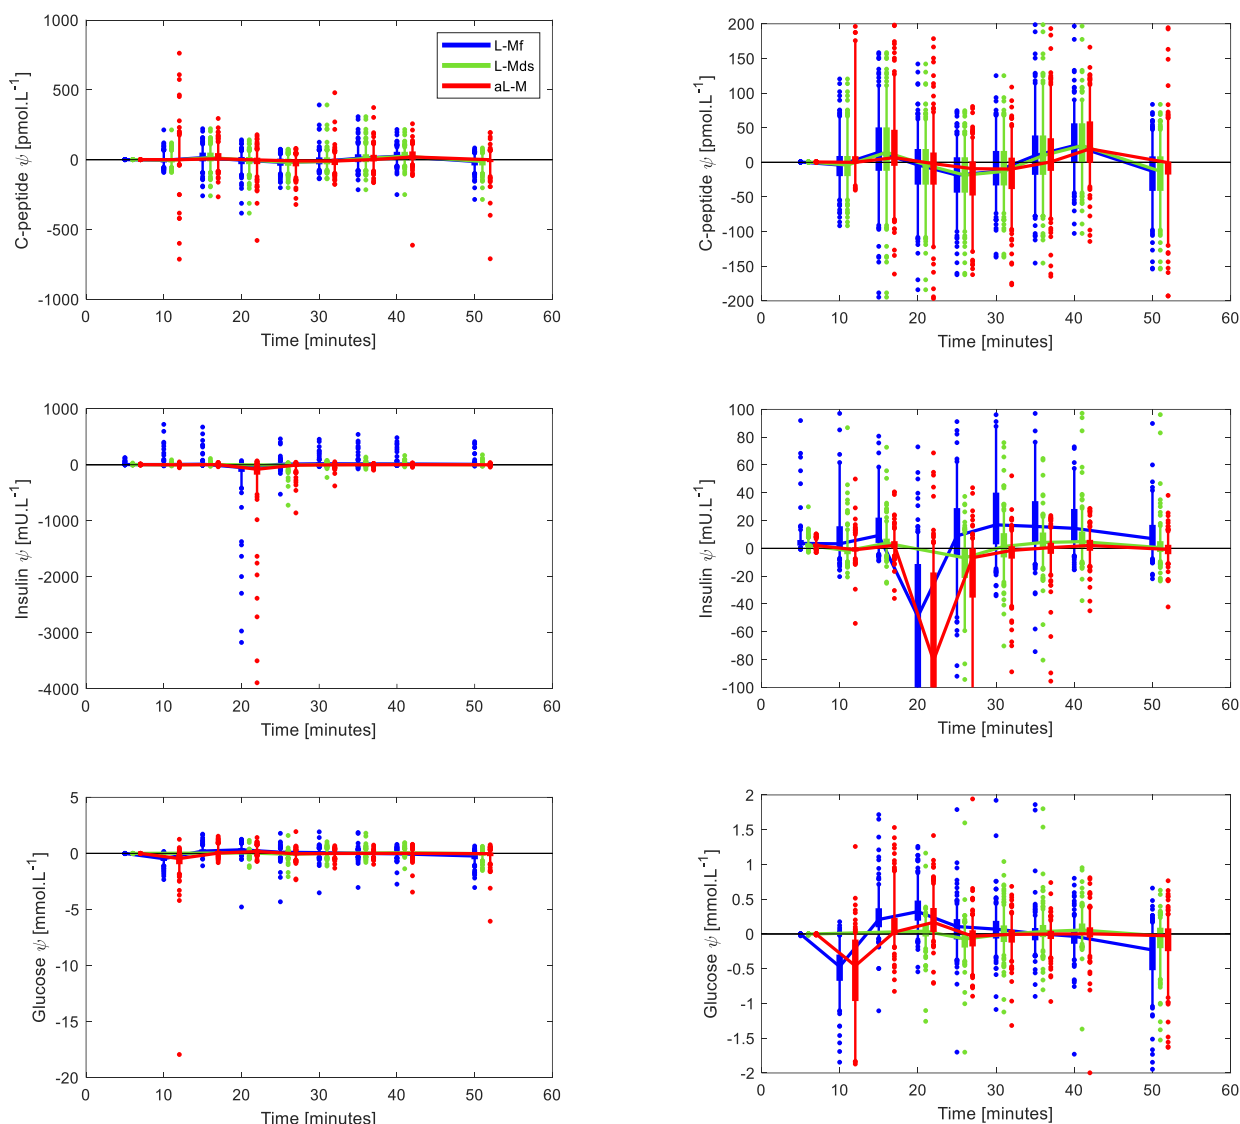 1000
500
0
-500
-1000
C-peptide ψ [pmol.L-1]
L-Mf
L-Mds
aL-M
0 10 20 30 40 50 60
Time [minutes]
200
150
100
50
0
-50
-100
-150
-200
C-peptide ψ [pmol.L-1]
0 10 20 30 40 50 60
Time [minutes]
1000
0
-1000
-2000
-3000
-4000
Insulin ψ [mU.L-1]
0 10 20 30 40 50 60
Time [minutes]
100
80
60
40
20
0
-20
-40
-60
-80
-100
Insulin ψ [mU.L-1]
0 10 20 30 40 50 60
Time [minutes]
5
0
-5
-10
-15
-20
Glucose ψ [mmol.L-1]
0 10 20 30 40 50 60
Time [minutes]
2
1.5
1
0.5
0
-0.5
-1
-1.5
-2
Glucose ψ [mmol.L-1]
0 10 20 30 40 50 60
Time [minutes]